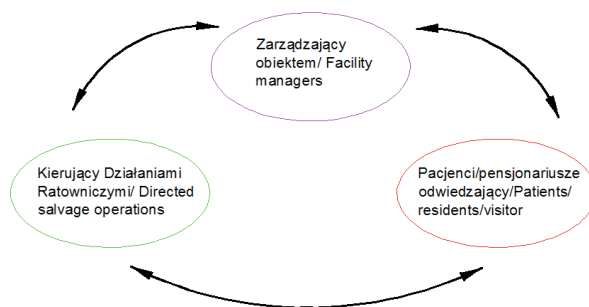 Zarządzający
obiektem/ Facility
managers
Kierujący Działaniami
Ratowniczymi/ Directed
salvage operations
Pacjenci/pensjonariusze
odwiedzający/Patients/
residents/visitor